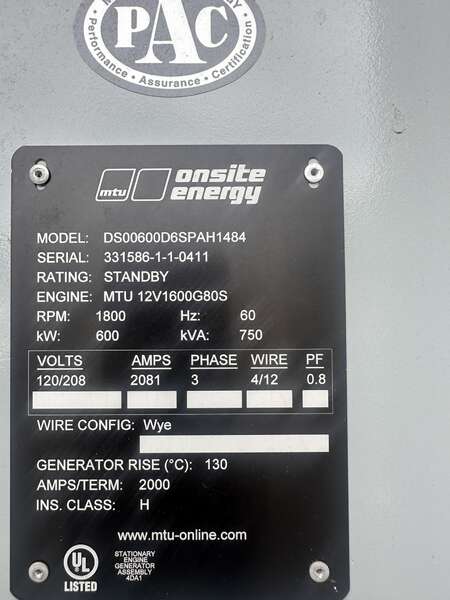 PAC
Performance • Assurance • Certification
mtu
onsite
energy
MODEL: DS00600D6SPAH1484
SERIAL: 331586-1-1-0411
RATING: STANDBY
ENGINE: MTU 12V1600G80S
RPM: 1800 Hz: 60
kW: 600 kVA: 750
VOLTS AMPS PHASE WIRE PF
120/208 2081 3 4/12 0.8
WIRE CONFIG: Wye
GENERATOR RISE (°C): 130
AMPS/TERM: 2000
INS. CLASS: H
www.mtu-online.com
UL
LISTED
STATIONARY
ENGINE
GENERATOR
ASSEMBLY
4DA1